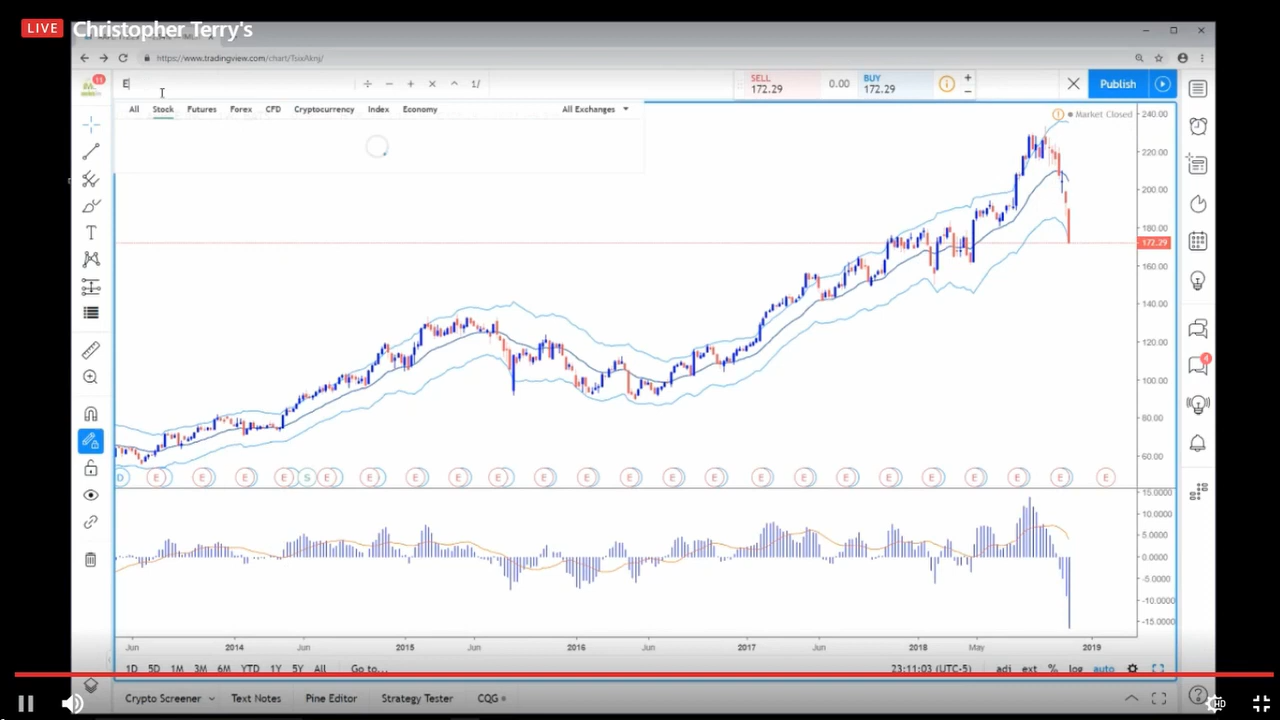 LIVE Christopher Terry's
https://www.tradingview.com/chart/TsixAknj/
11
E
1/
SELL
172.29
0.00
BUY
172.29
Publish
All Stock Futures Forex CFD Cryptocurrency Index Economy All Exchanges
Market Closed
240.00
220.00
200.00
180.00
172.29
160.00
140.00
120.00
100.00
80.00
60.00
4
T
D E E E E S E E E E E E E E E E E E E E E E E E E
15.0000
10.0000
5.0000
0.0000
-5.0000
-10.0000
-15.0000
Jun 2014 Jun 2015 Jun 2016 Jun 2017 Jun 2018 May 2019
1D 5D 1M 3M 6M YTD 1Y 5Y All Go to... 23:11:03 (UTC-5) adj ext % log auto
Crypto Screener Text Notes Pine Editor Strategy Tester CQG
HD